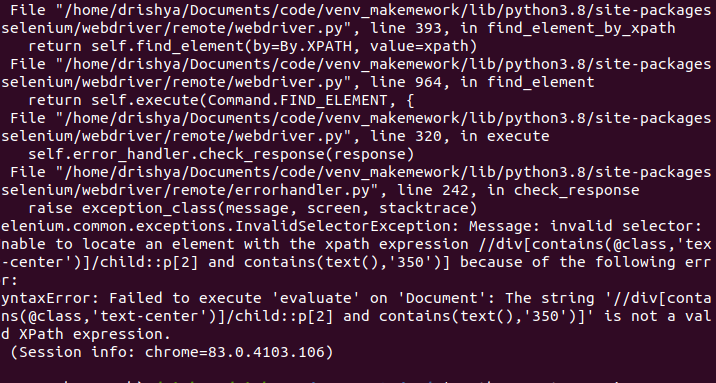 File "/home/drishya/Documents/code/venv_makemework/lib/python3.8/site-packages
selenium/webdriver/remote/webdriver.py", line 393, in find_element_by_xpath
return self.find_element(by=By.XPATH, value=xpath)
File "/home/drishya/Documents/code/venv_makemework/lib/python3.8/site-packages
selenium/webdriver/remote/webdriver.py", line 964, in find_element
return self.execute(Command.FIND_ELEMENT, {
File "/home/drishya/Documents/code/venv_makemework/lib/python3.8/site-packages
selenium/webdriver/remote/webdriver.py", line 320, in execute
self.error_handler.check_response(response)
File "/home/drishya/Documents/code/venv_makemework/lib/python3.8/site-packages
selenium/webdriver/remote/errorhandler.py", line 242, in check_response
raise exception_class(message, screen, stacktrace)
elenium.common.exceptions.InvalidSelectorException: Message: invalid selector:
nable to locate an element with the xpath expression //div[contains(@class,'tex
-center')]/child::p[2] and contains(text(),'350')] because of the following err
r:
yntaxError: Failed to execute 'evaluate' on 'Document': The string '//div[conta
ns(@class,'text-center')]/child::p[2] and contains(text(),'350')]' is not a val
d XPath expression.
(Session info: chrome=83.0.4103.106)